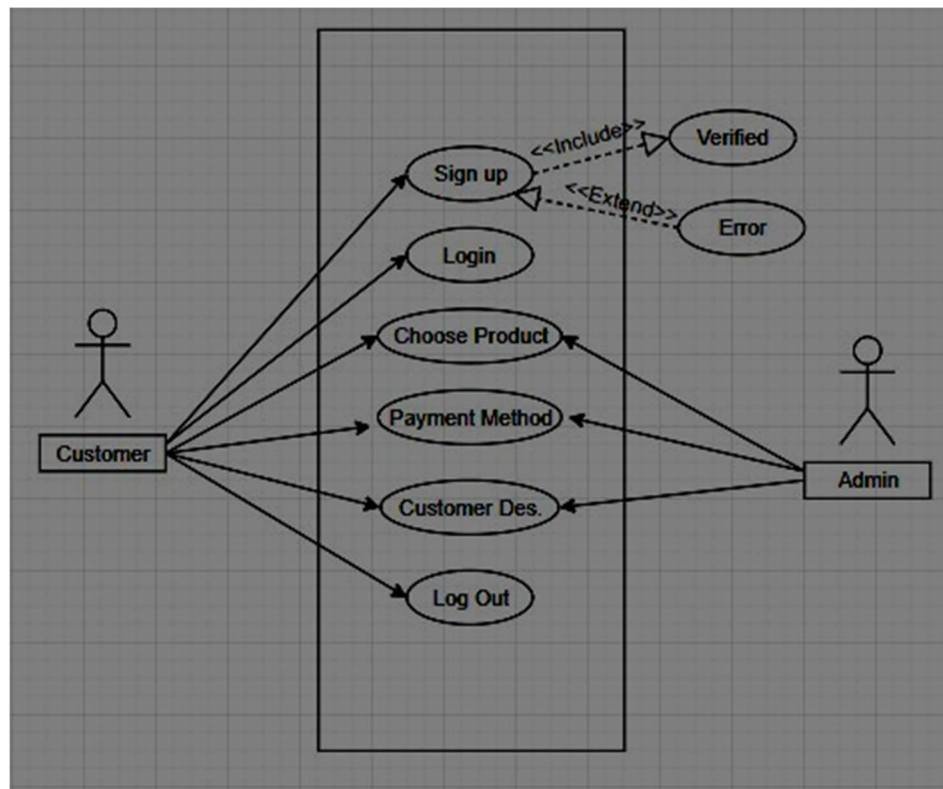 <<Include>>
Verified
Sign up
<<Extend>>
Error
Login
Choose Product
Payment Method
Customer
Admin
Customer Des.
Log Out